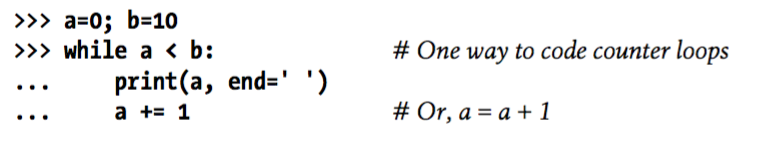 >>> a=0; b=10
>>> while a < b: # One way to code counter loops
... print(a, end=' ')
... a += 1 # Or, a = a + 1